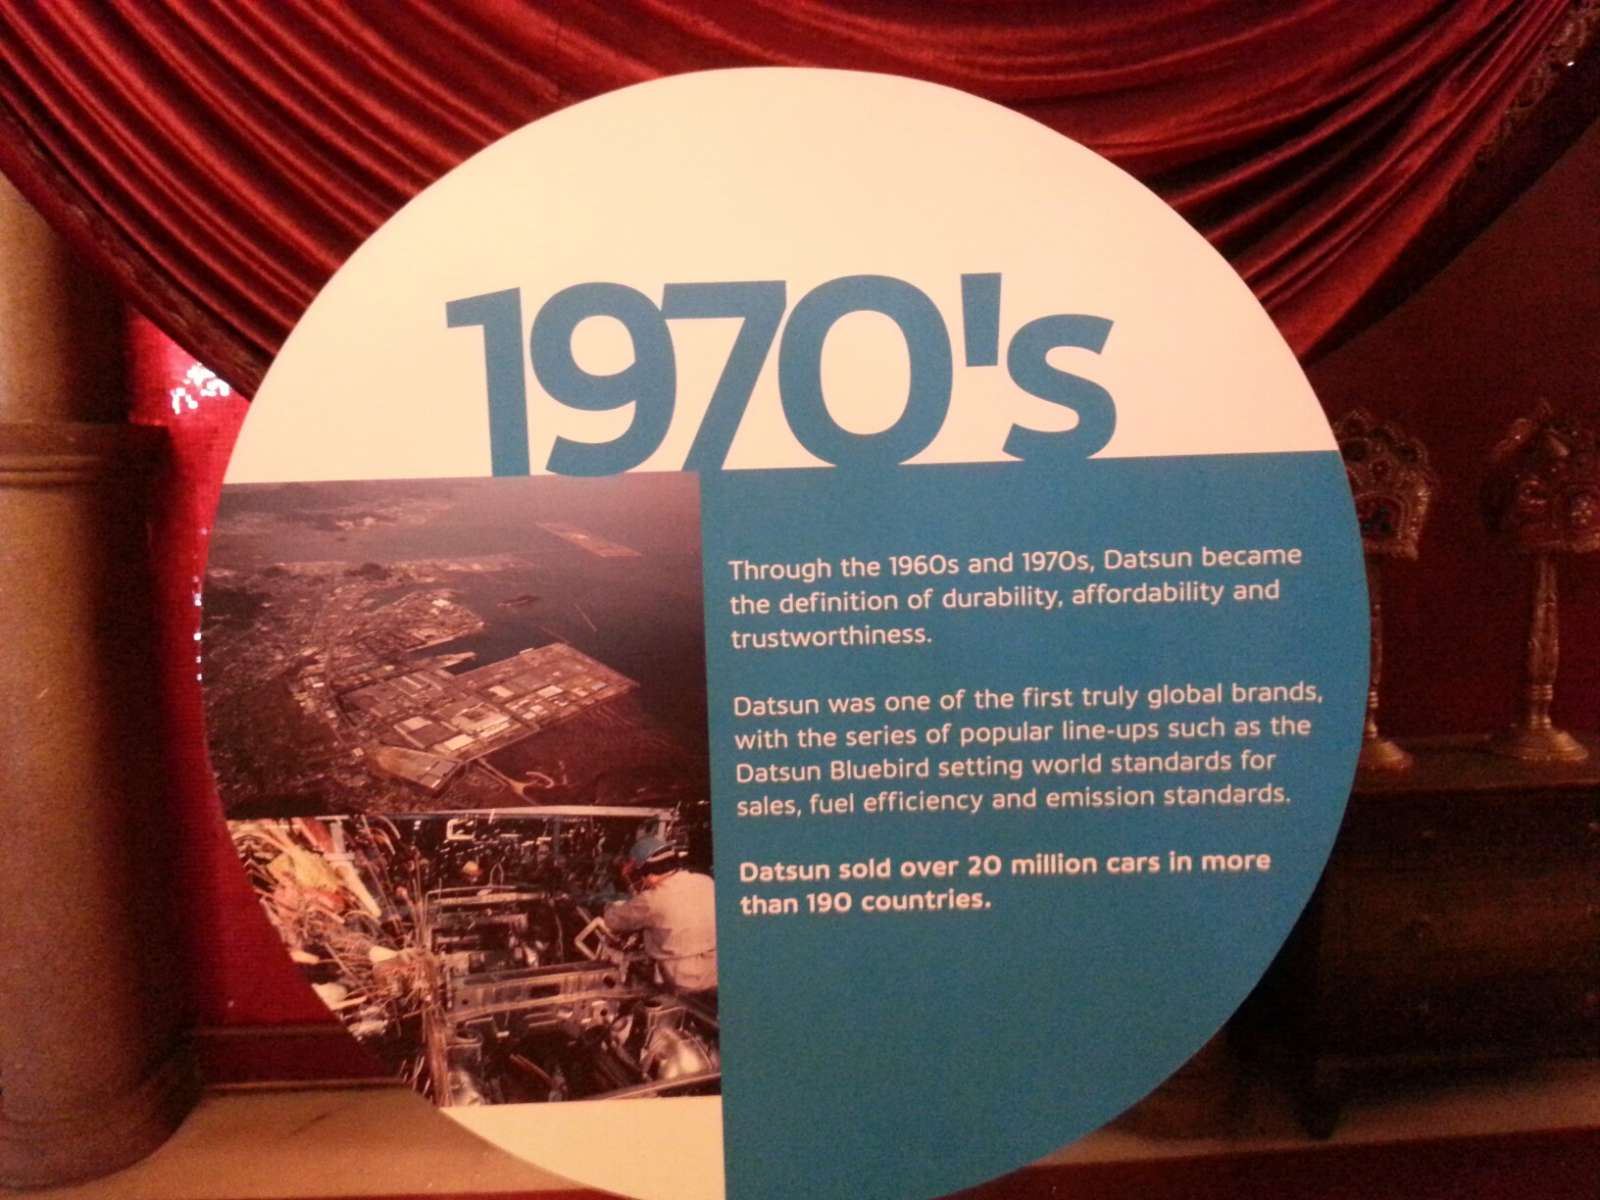 1970's
Through the 1960s and 1970s, Datsun became
the definition of durability, affordability and
trustworthiness.
Datsun was one of the first truly global brands,
with the series of popular line-ups such as the
Datsun Bluebird setting world standards for
sales, fuel efficiency and emission standards.
Datsun sold over 20 million cars in more
than 190 countries.